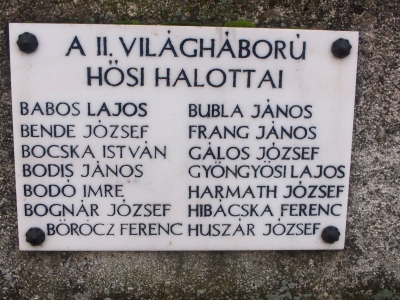 A II. VILÁGHÁBORÚ
HŐSI HALOTTAI
BABOS LAJOS
BENDE JÓZSEF
BOCSKA ISTVÁN
BODIS JÁNOS
BODÓ IMRE
BOGNÁR JÓZSEF
BÖRÖCZ FERENC
BUBLA JÁNOS
FRANG JÁNOS
GÁLOS JÓZSEF
GYÖNGYÖSI LAJOS
HARMATH JÓZSEF
HIBÁCSKA FERENC
HUSZÁR JÓZSEF